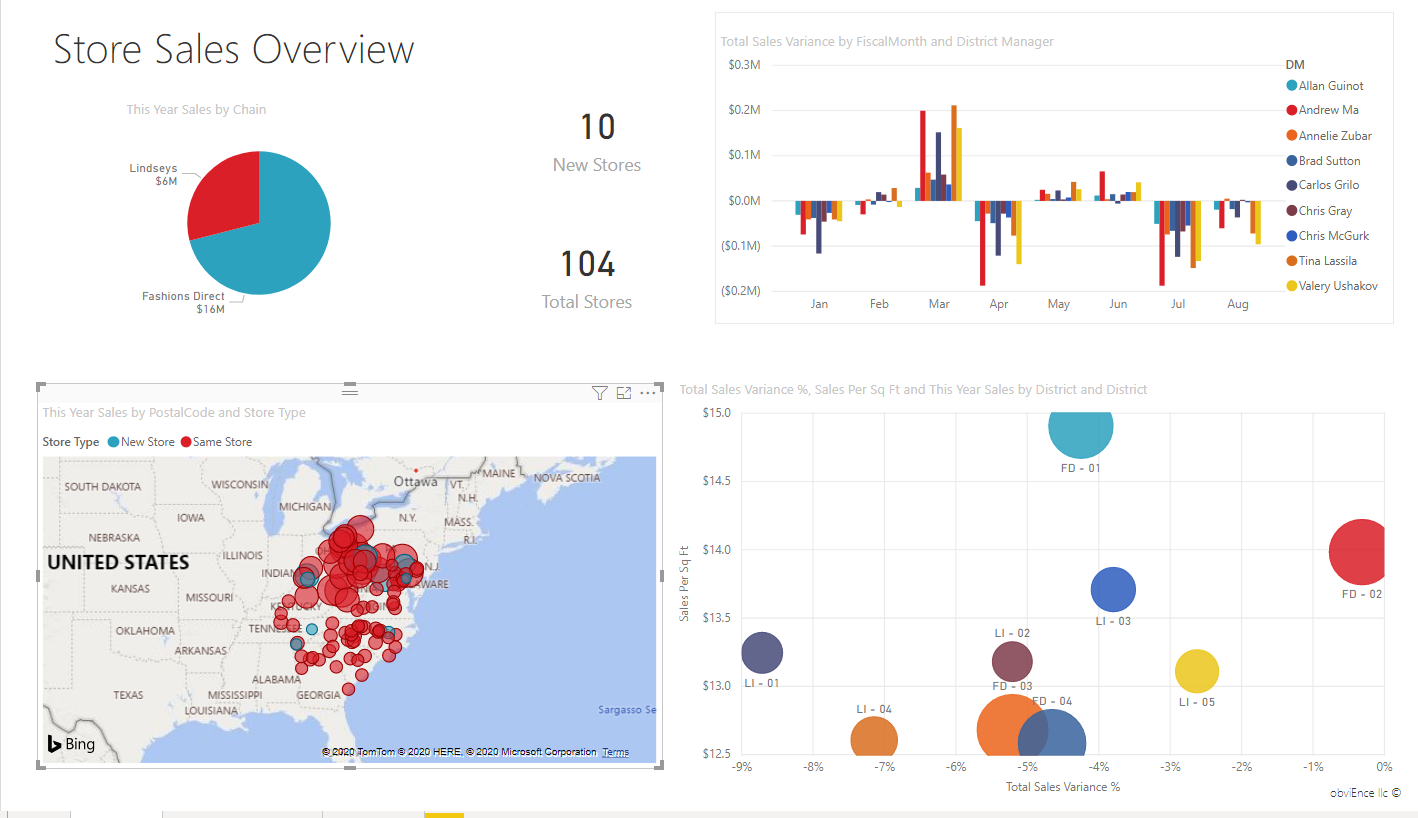 Store Sales Overview
This Year Sales by Chain
Lindseys
$6M
Fashions Direct
$16M
10
New Stores
104
Total Stores
Total Sales Variance by FiscalMonth and District Manager
$0.3M
$0.2M
$0.1M
$0.0M
($0.1M)
($0.2M)
Jan Feb Mar Apr May Jun Jul Aug
DM
Allan Guinot
Andrew Ma
Annelie Zubar
Brad Sutton
Carlos Grilo
Chris Gray
Chris McGurk
Tina Lassila
Valery Ushakov
This Year Sales by PostalCode and Store Type
Store Type New Store Same Store
MAINE
NOVA SCOTIA
SOUTH DAKOTA
WISCONSIN
Ottawa
VT.
N.H.
MICHIGAN
IOWA
N.Y.
MASS.
NEBRASKA
R.I.
ILLINOIS
UNITED STATES
N.J.
KANSAS
MISSOURI
TENNESSEE
OKLAHOMA
ARKANSAS
ALABAMA
TEXAS
MISSISSIPPI
GEORGIA
LOUISIANA
Sargasso Se
Bing
© 2020 TomTom © 2020 HERE, © 2020 Microsoft Corporation Terms
Total Sales Variance %, Sales Per Sq Ft and This Year Sales by District and District
Sales Per Sq Ft
$15.0
$14.5
$14.0
$13.5
$13.0
$12.5
FD - 01
FD - 02
LI - 03
LI - 02
LI - 01
FD - 03
FD - 04
LI - 05
LI - 04
-9% -8% -7% -6% -5% -4% -3% -2% -1% 0%
Total Sales Variance %
obviEnce llc ©